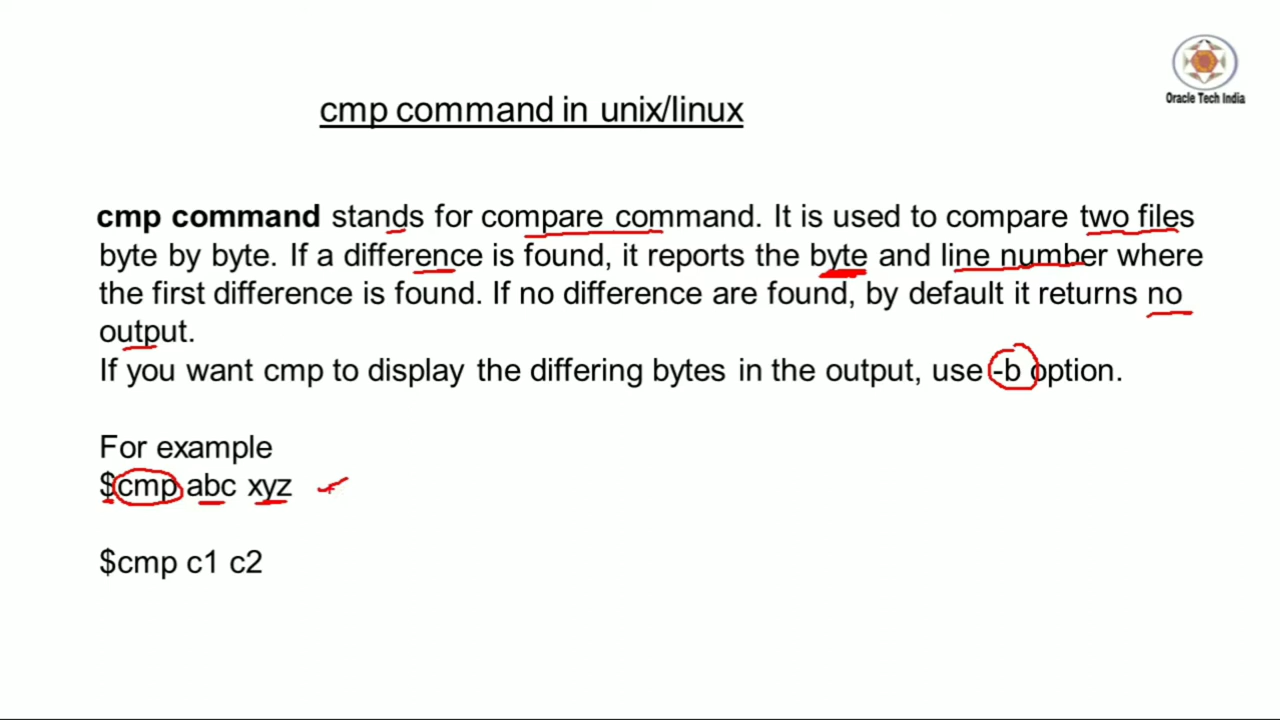 Oracle Tech India
cmp command in unix/linux
cmp command stands for compare command. It is used to compare two files
byte by byte. If a difference is found, it reports the byte and line number where
the first difference is found. If no difference are found, by default it returns no
output.
If you want cmp to display the differing bytes in the output, use -b option.
For example
$cmp abc xyz
$cmp c1 c2